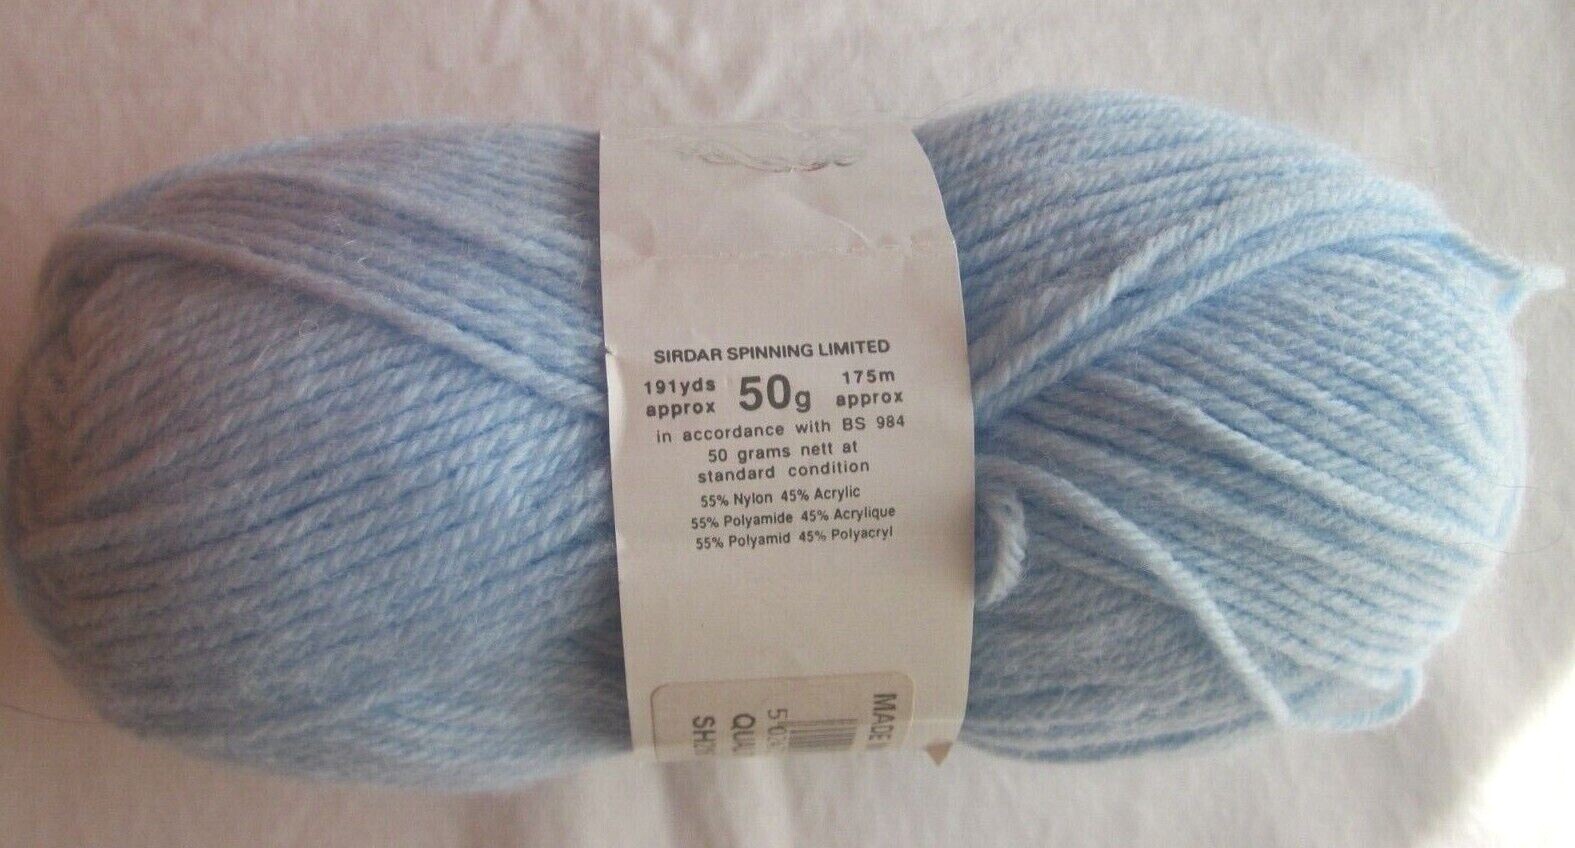 SIRDAR SPINNING LIMITED
191yds approx 50g 175m approx
in accordance with BS 984
50 grams nett at
standard condition
55% Nylon 45% Acrylic
55% Polyamide 45% Acrylique
55% Polyamid 45% Polyacryl
MADE